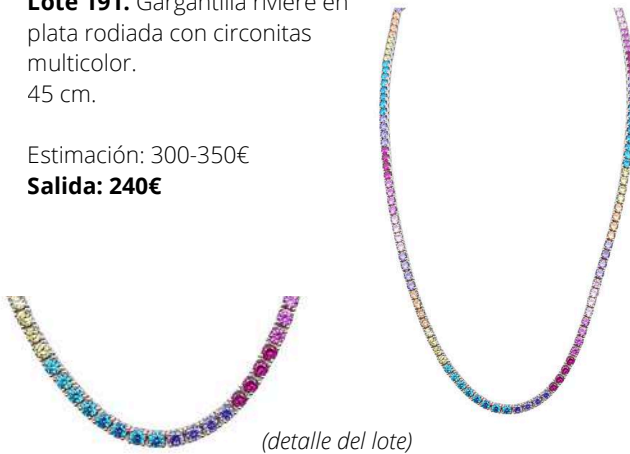 Lote 191. Gargantilla rivière en
plata rodiada con circonitas
multicolor.
45 cm.
Estimación: 300-350€
Salida: 240€
(detalle del lote)